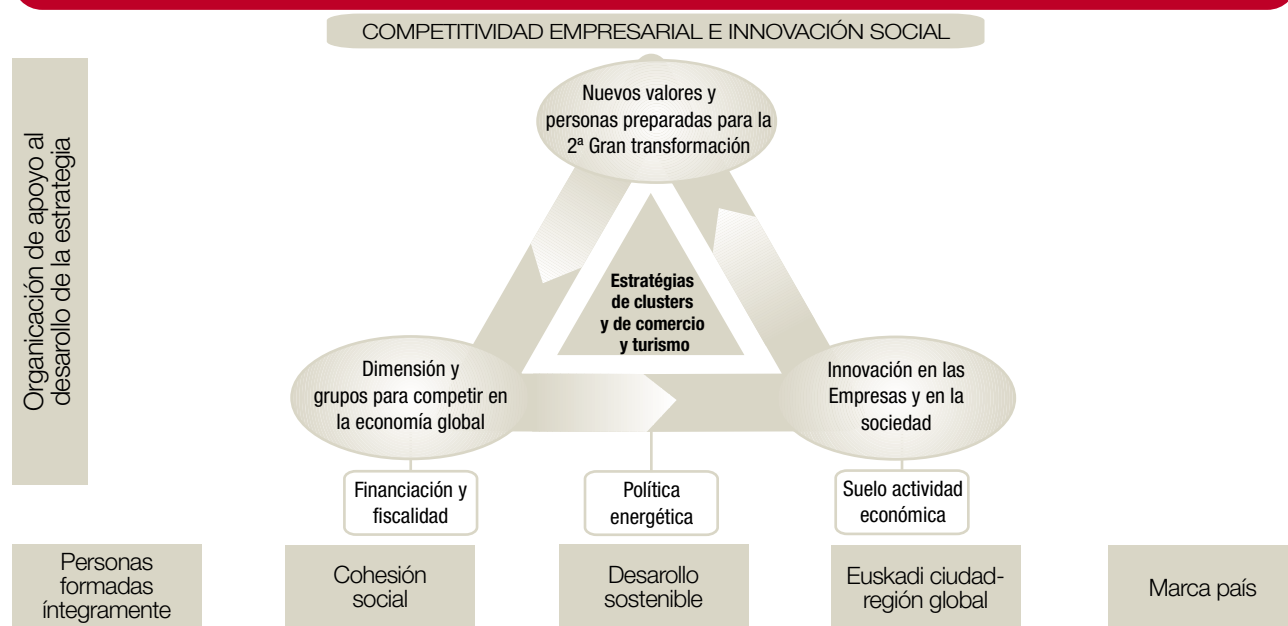 COMPETITIVIDAD EMPRESARIAL E INNOVACIÓN SOCIAL
Organización de apoyo al
desarollo de la estrategia
Nuevos valores y
personas preparadas para la
2ª Gran transformación
Estratégias
de clusters
y de comercio
y turismo
Dimensión y
grupos para competir en
la economía global
Innovación en las
Empresas y en la
sociedad
Financiación y
fiscalidad
Política
energética
Suelo actividad
económica
Personas
formadas
íntegramente
Cohesión
social
Desarollo
sostenible
Euskadi ciudad-
región global
Marca país